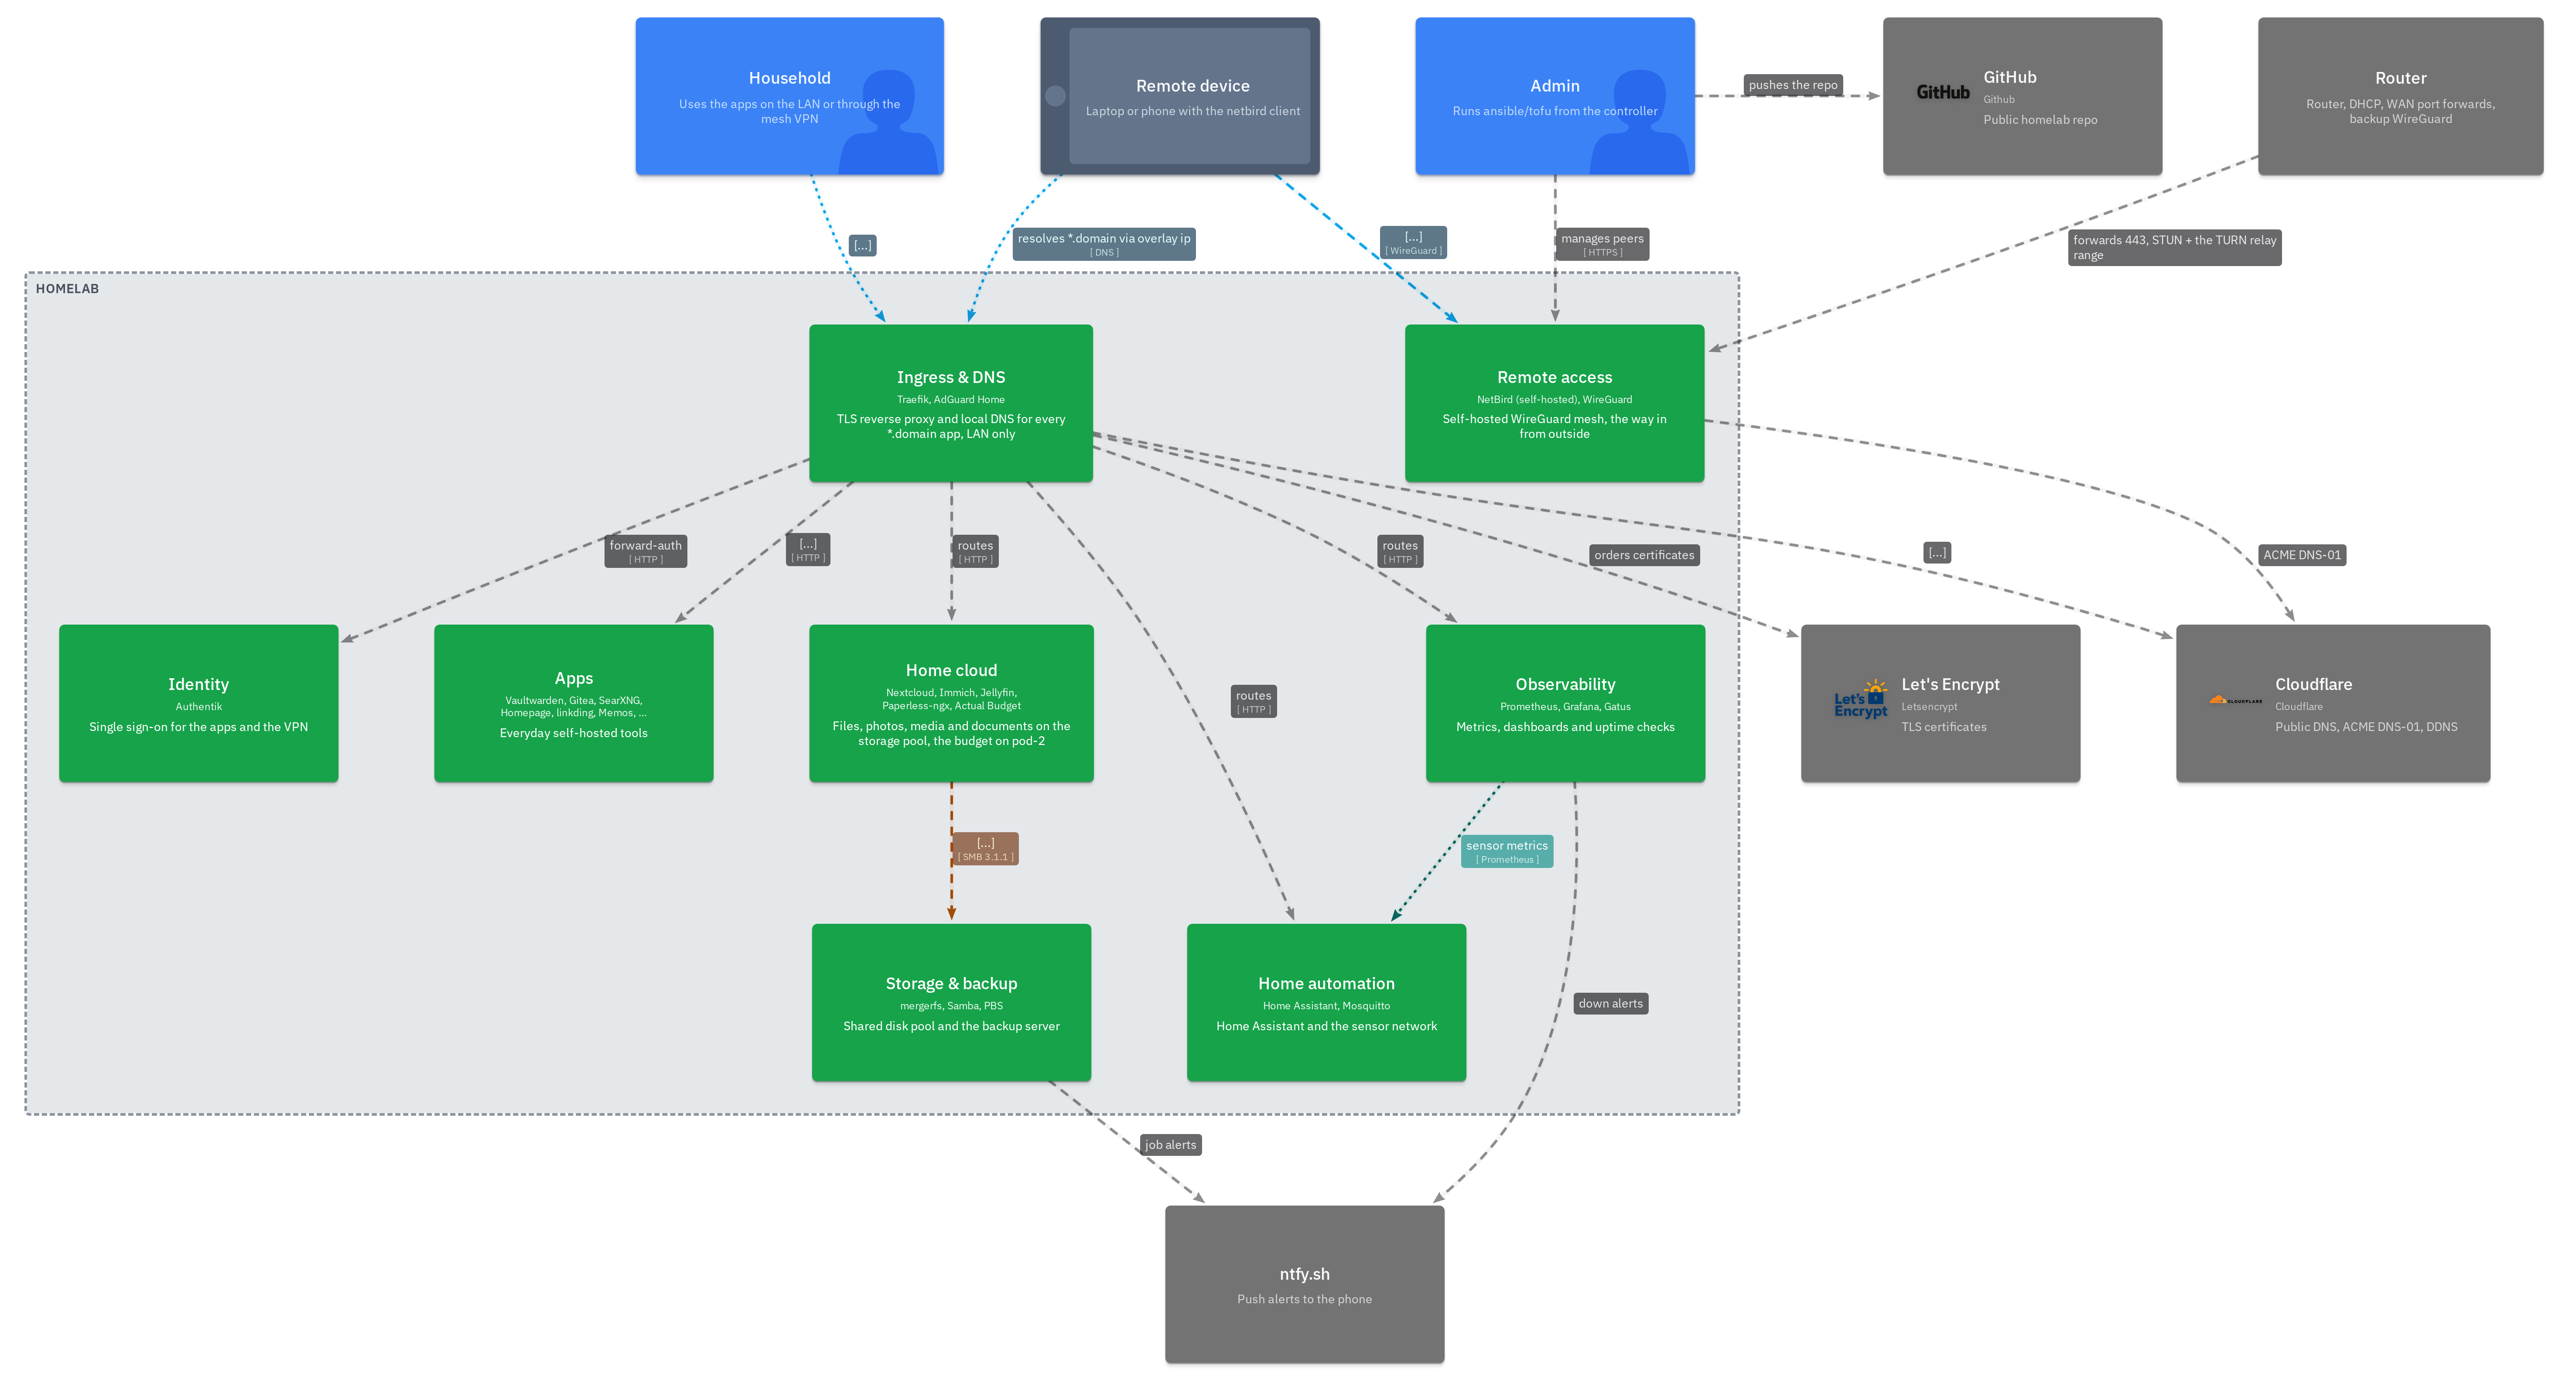 Household
Uses the apps on the LAN or through the
mesh VPN
Remote device
Laptop or phone with the netbird client
Admin
Runs ansible/tofu from the controller
pushes the repo
GitHub
GitHub
Github
Public homelab repo
Router
Router, DHCP, WAN port forwards,
backup WireGuard
[...]
resolves *.domain via overlay ip
[ DNS ]
[...]
[ WireGuard ]
manages peers
[ HTTPS ]
forwards 443, STUN + the TURN relay
range
HOMELAB
Ingress & DNS
Traefik, AdGuard Home
TLS reverse proxy and local DNS for every
*.domain app, LAN only
Remote access
NetBird (self-hosted), WireGuard
Self-hosted WireGuard mesh, the way in
from outside
forward-auth
[ HTTP ]
[...]
[ HTTP ]
routes
[ HTTP ]
routes
[ HTTP ]
orders certificates
[...]
ACME DNS-01
Identity
Authentik
Single sign-on for the apps and the VPN
Apps
Vaultwarden, Gitea, SearXNG,
Homepage, linkding, Memos, ...
Everyday self-hosted tools
Home cloud
Nextcloud, Immich, Jellyfin,
Paperless-ngx, Actual Budget
Files, photos, media and documents on the
storage pool, the budget on pod-2
routes
[ HTTP ]
Observability
Prometheus, Grafana, Gatus
Metrics, dashboards and uptime checks
Let's
Encrypt
Let's Encrypt
Letsencrypt
TLS certificates
CLOUDFLARE
Cloudflare
Cloudflare
Public DNS, ACME DNS-01, DDNS
[...]
[ SMB 3.1.1 ]
sensor metrics
[ Prometheus ]
Storage & backup
mergerfs, Samba, PBS
Shared disk pool and the backup server
Home automation
Home Assistant, Mosquitto
Home Assistant and the sensor network
down alerts
job alerts
ntfy.sh
Push alerts to the phone